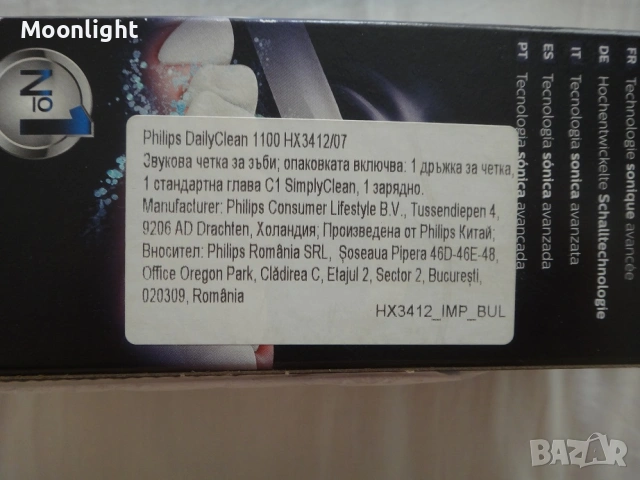 Moonlight
№1
Philips DailyClean 1100 HX3412/07
Звукова четка за зъби; опаковката включва: 1 дръжка за четка,
1 стандартна глава C1 SimplyClean, 1 зарядно.
Manufacturer: Philips Consumer Lifestyle B.V., Tussendiepen 4,
9206 AD Drachten, Холандия; Произведена от Philips Китай;
Вносител: Philips România SRL, Şoseaua Pipera 46D-46E-48,
Office Oregon Park, Clădirea C, Etajul 2, Sector 2, Bucureşti,
020309, România
HX3412_IMP_BUL
FR Technologie sonique avancée
DE Hochentwickelte Schalltechnologie
IT Tecnologia sonica avanzata
ES Tecnología sónica avanzada
PT Tecnologia sónica avançada
BAZAR